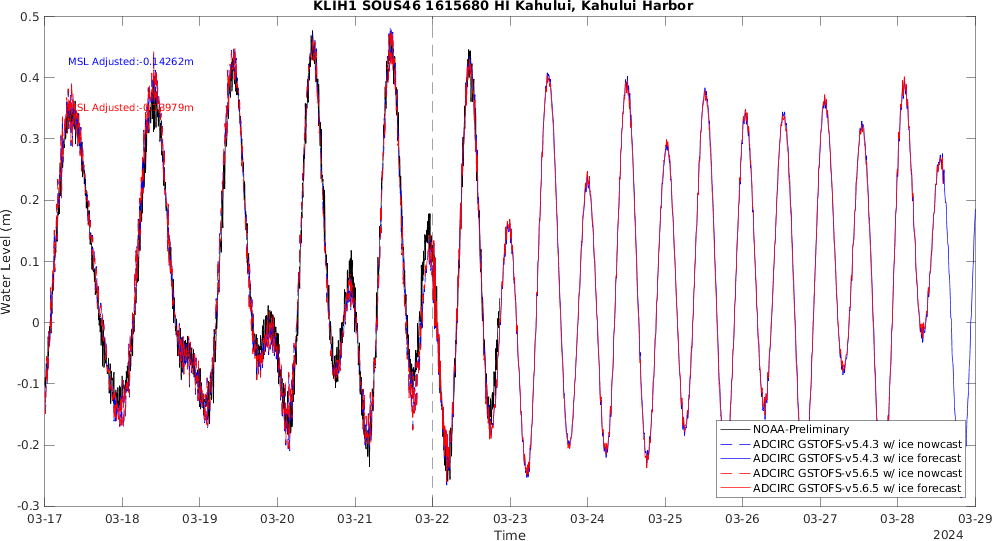 KLIH1 SOUS46 1615680 HI Kahului, Kahului Harbor
0.5
0.4
0.3
0.2
0.1
0
-0.1
-0.2
-0.3
Water Level (m)
MSL Adjusted:-0.14262m
MSL
NOAA-Preliminary
ADCIRC GSTOFS-v5.4.3 w/ ice nowcast
ADCIRC GSTOFS-v5.4.3 w/ ice forecast
ADCIRC GSTOFS-v5.6.5 w/ ice nowcast
ADCIRC GSTOFS-v5.6.5 w/ ice forecast
03-17 03-18 03-19 03-20 03-21 03-22 03-23 03-24 03-25 03-26 03-27 03-28 03-29
Time
2024